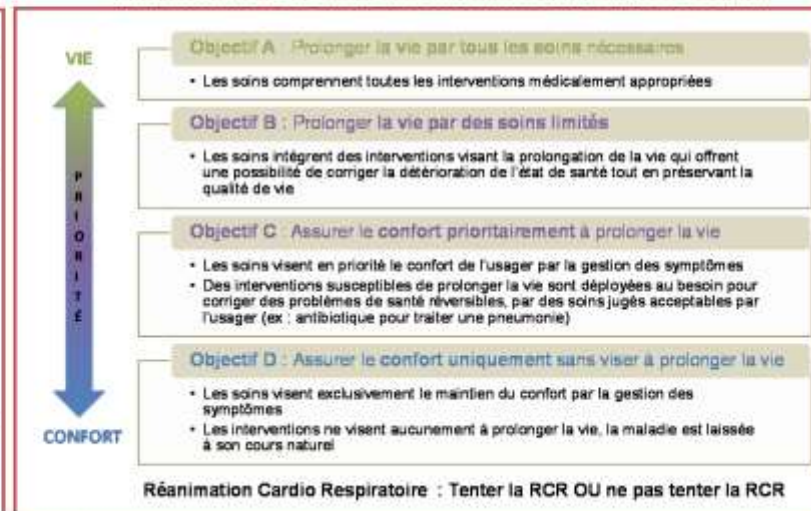 VIE
PRIORITÉ
CONFORT
Objectif A : Prolonger la vie par tous les soins nécessaires
• Les soins comprennent toutes les interventions médicalement appropriées
Objectif B : Prolonger la vie par des soins limités
• Les soins intègrent des interventions visant la prolongation de la vie qui offrent
une possibilité de corriger la détérioration de l'état de santé tout en préservant la
qualité de vie
Objectif C : Assurer le confort prioritairement à prolonger la vie
• Les soins visent en priorité le confort de l'usager par la gestion des symptômes
• Des interventions susceptibles de prolonger la vie sont déployées au besoin pour
corriger des problèmes de santé réversibles, par des soins jugés acceptables par
l'usager (ex : antibiotique pour traiter une pneumonie)
Objectif D : Assurer le confort uniquement sans viser à prolonger la vie
• Les soins visent exclusivement le maintien du confort par la gestion des
symptômes
• Les interventions ne visent aucunement à prolonger la vie, la maladie est laissée
à son cours naturel
Réanimation Cardio Respiratoire : Tenter la RCR OU ne pas tenter la RCR